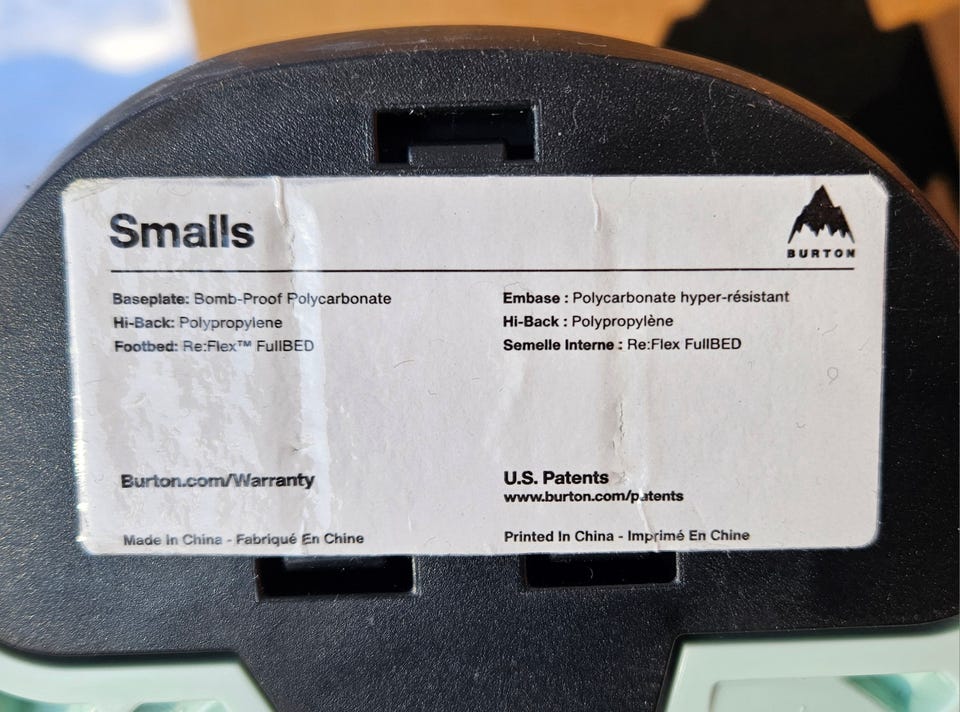 Smalls
BURTON
Baseplate: Bomb-Proof Polycarbonate
Hi-Back: Polypropylene
Footbed: Re:Flex™ FullBED
Embase : Polycarbonate hyper-résistant
Hi-Back : Polypropylène
Semelle Interne : Re:Flex FullBED
9
Burton.com/Warranty
U.S. Patents
www.burton.com/patents
Made In China - Fabriqué En Chine
Printed In China - Imprimé En Chine